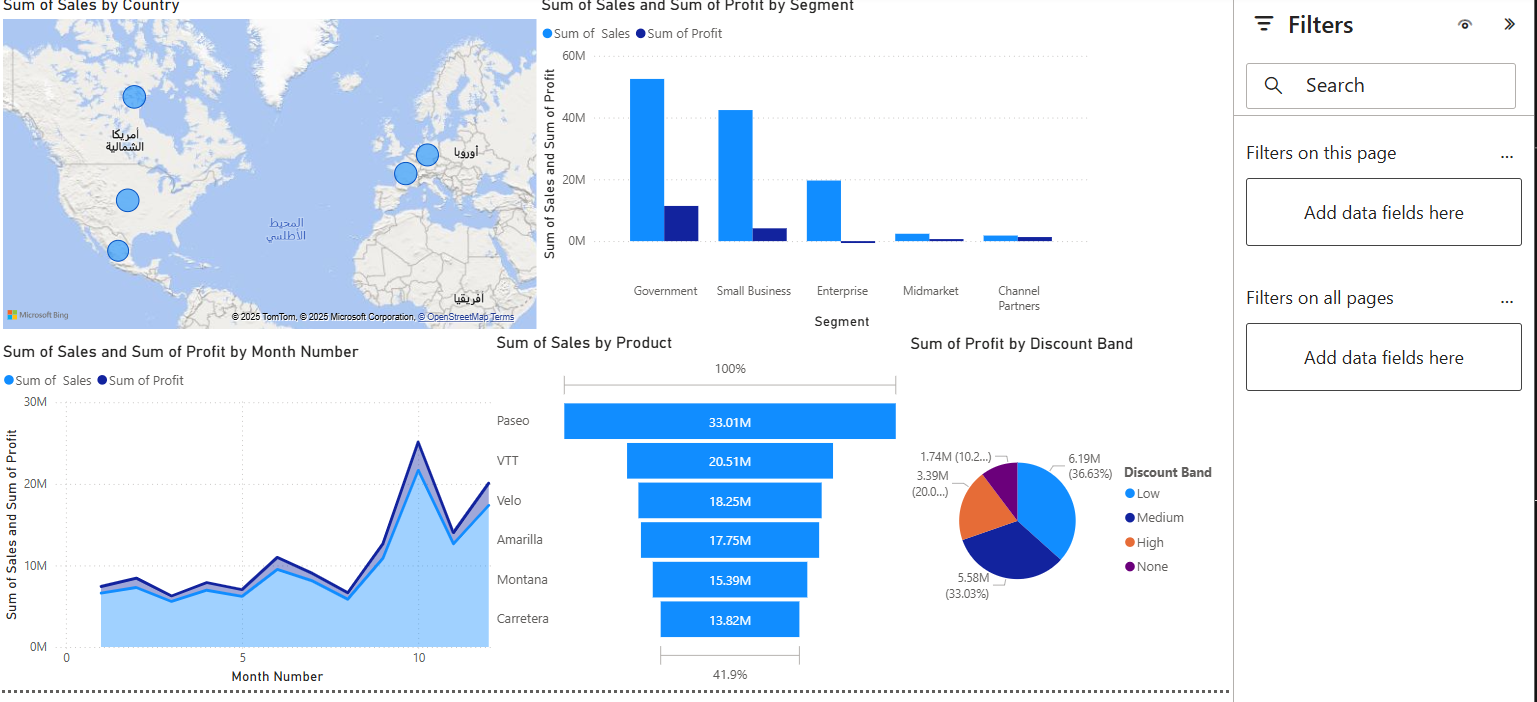 Sum of Sales by Country
أمريكا
الشمالية
أوروبا
المحيط
الأطلسي
أفريقيا
Microsoft Bing
© 2025 TomTom, © 2025 Microsoft Corporation, © OpenStreetMap Terms
Sum of Sales and Sum of Profit by Segment
Sum of Sales Sum of Profit
Sum of Sales and Sum of Profit
60M
40M
20M
0M
Government Small Business Enterprise Midmarket Channel
Partners
Segment
Sum of Sales and Sum of Profit by Month Number
Sum of Sales Sum of Profit
Sum of Sales and Sum of Profit
30M
20M
10M
0M
0 5 10
Month Number
Sum of Sales by Product
100%
Paseo 33.01M
VTT 20.51M
Velo 18.25M
Amarilla 17.75M
Montana 15.39M
Carretera 13.82M
41.9%
Sum of Profit by Discount Band
1.74M (10.2...)
3.39M
(20.0...)
6.19M
(36.63%)
5.58M
(33.03%)
Discount Band
Low
Medium
High
None
Filters
Search
Filters on this page ...
Add data fields here
Filters on all pages ...
Add data fields here